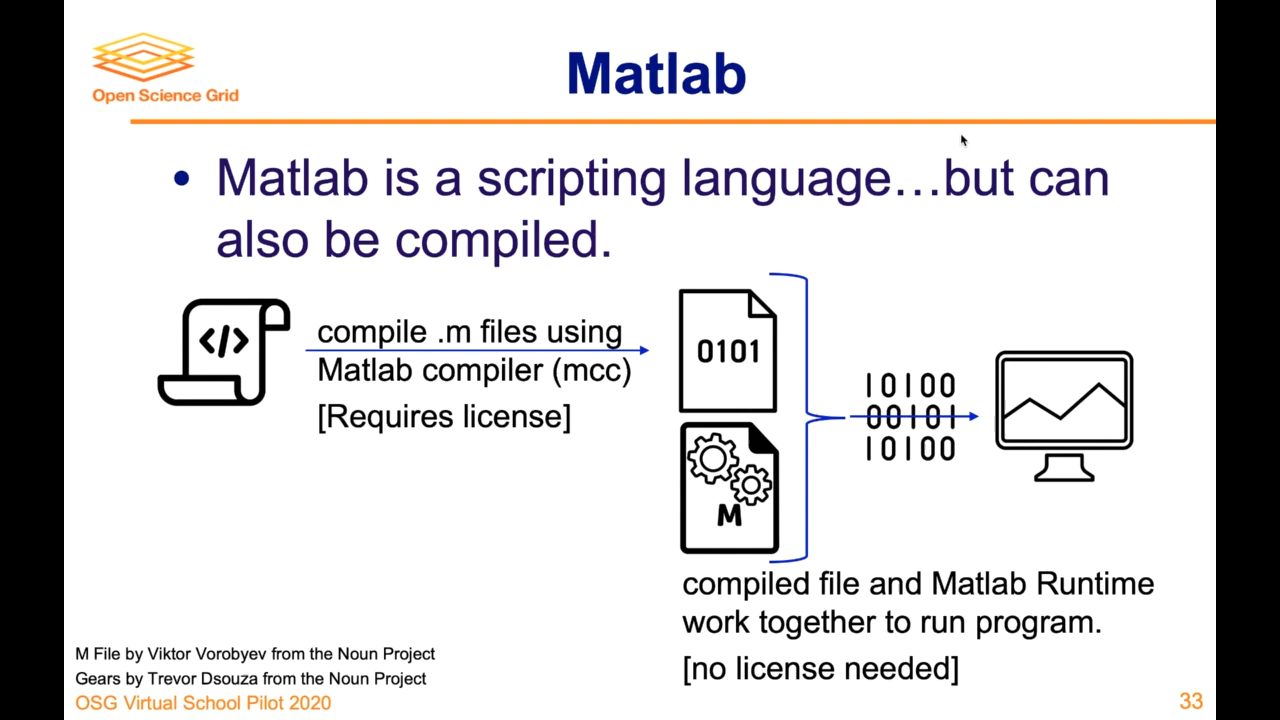 Open Science Grid
Matlab
• Matlab is a scripting language…but can
also be compiled.
</>
compile .m files using
Matlab compiler (mcc)
[Requires license]
0101
M
10100
00101
10100
compiled file and Matlab Runtime
work together to run program.
[no license needed]
M File by Viktor Vorobyev from the Noun Project
Gears by Trevor Dsouza from the Noun Project
OSG Virtual School Pilot 2020
33